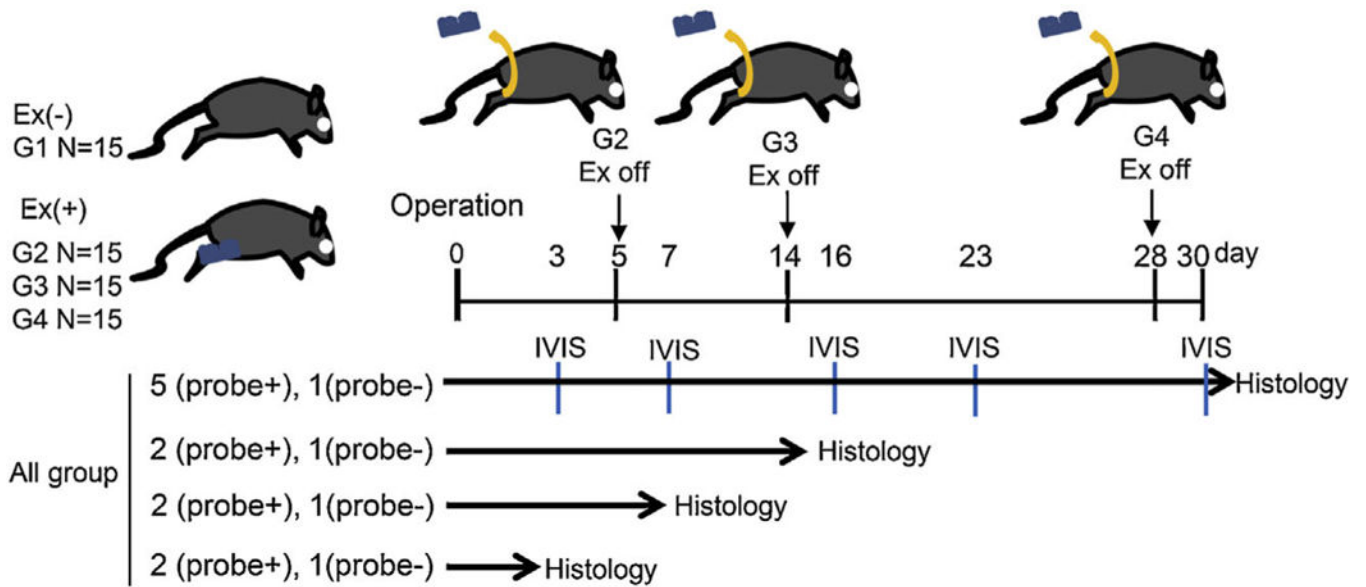 Ex(-)
G1 N=15
Ex(+)
G2 N=15
G3 N=15
G4 N=15
G2
Ex off
G3
Ex off
G4
Ex off
Operation
0 3 5 7 14 16 23 28 30 day
IVIS IVIS IVIS IVIS IVIS
All group
5 (probe+), 1(probe-) Histology
2 (probe+), 1(probe-) Histology
2 (probe+), 1(probe-) Histology
2 (probe+), 1(probe-) Histology